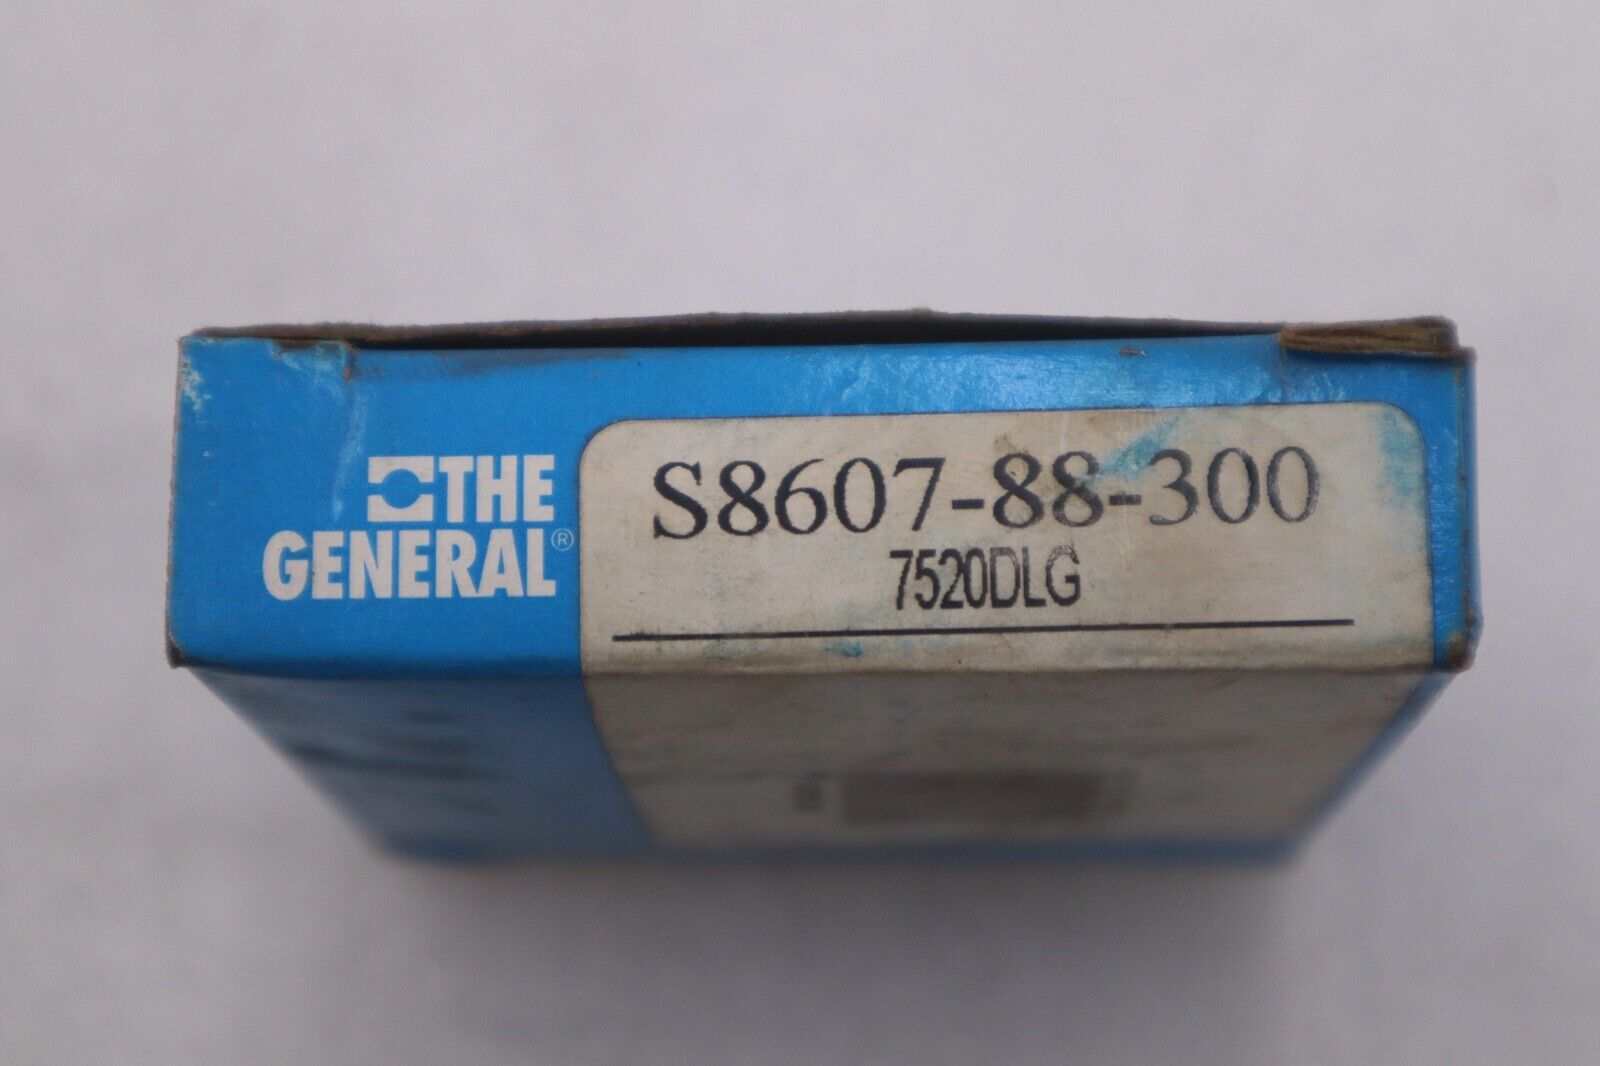 THE
GENERAL®
S8607-88-300
7520DLG